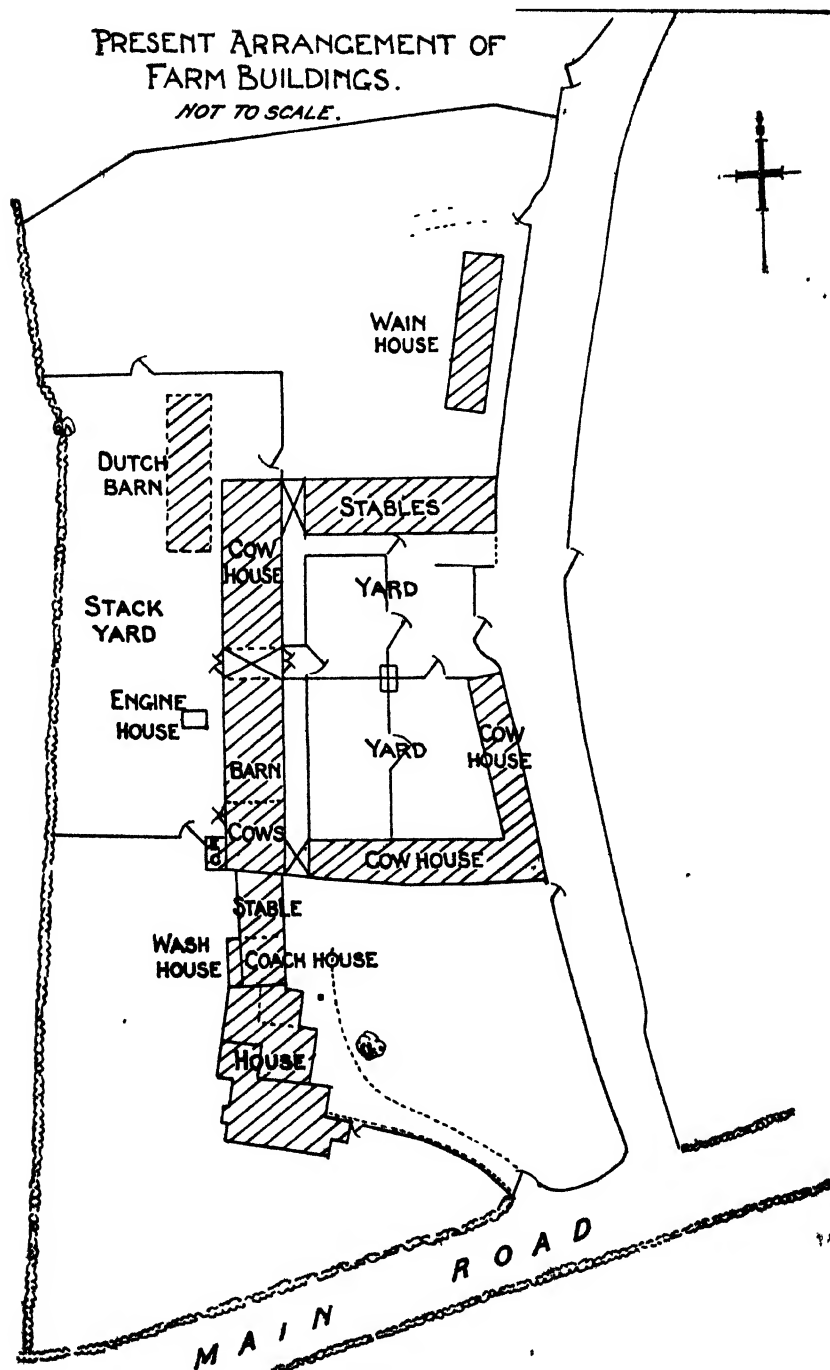 PRESENT ARRANGEMENT OF
FARM BUILDINGS.
NOT TO SCALE.
WAIN
HOUSE
DUTCH
BARN
STABLES
COW
HOUSE
YARD
STACK
YARD
ENGINE
HOUSE
YARD
COW
HOUSE
BARN
COWS
COW HOUSE
STABLE
WASH
HOUSE
COACH HOUSE
HOUSE
MAIN ROAD